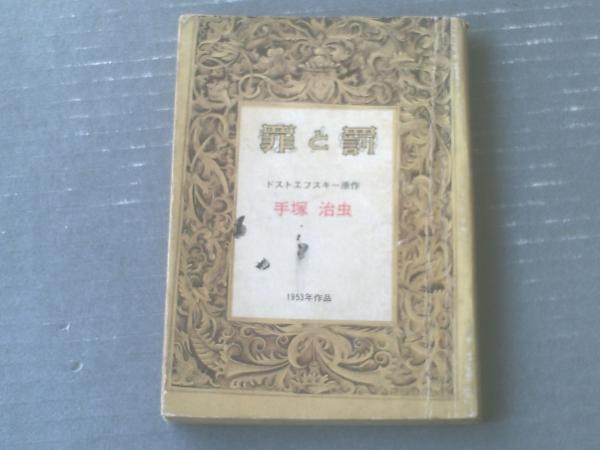 罪と罰
ドストエフスキー原作
手塚 治虫
1953年作品